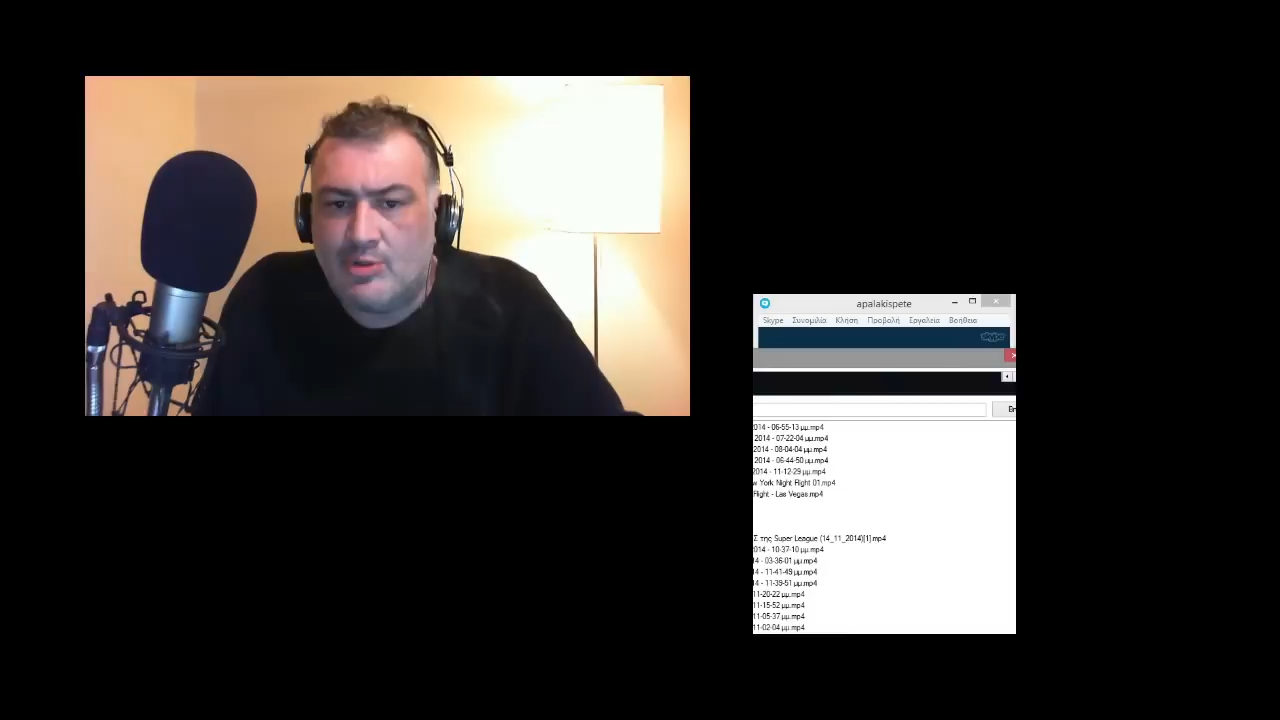 apalakispete
Skype Συνομιλία Κλήση Προβολή Εργαλεία Βοήθεια
2014 - 06-55-13 μμ.mp4
2014 - 07-22-04 μμ.mp4
2014 - 08-04-04 μμ.mp4
2014 - 06-44-50 μμ.mp4
2014 - 11-12-29 μμ.mp4
w York Night Flight 01.mp4
Flight - Las Vegas.mp4
Σ της Super League (14_11_2014)[1].mp4
014 - 10-37-10 μμ.mp4
14 - 03-36-01 μμ.mp4
14 - 11-41-49 μμ.mp4
14 - 11-39-51 μμ.mp4
11-20-22 μμ.mp4
11-15-52 μμ.mp4
11-05-37 μμ.mp4
11-02-04 μμ.mp4